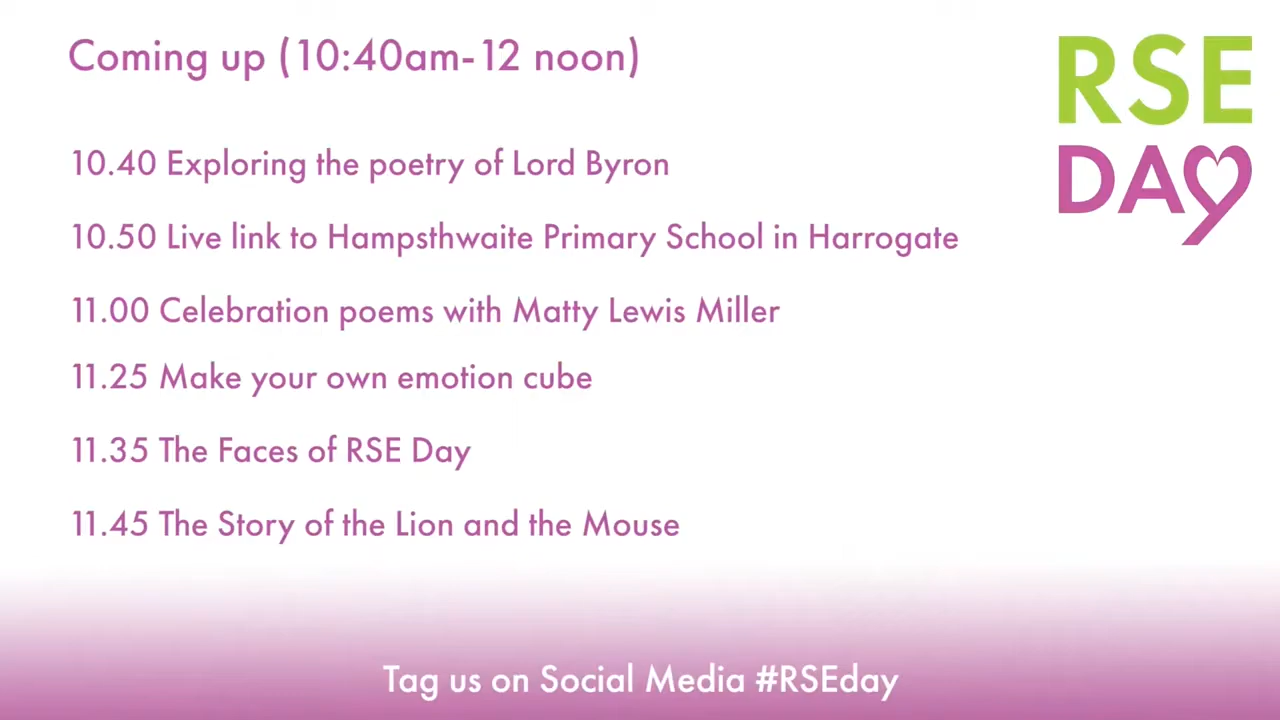 Coming up (10:40am-12 noon)
RSE
DAY
10.40 Exploring the poetry of Lord Byron
10.50 Live link to Hampsthwaite Primary School in Harrogate
11.00 Celebration poems with Matty Lewis Miller
11.25 Make your own emotion cube
11.35 The Faces of RSE Day
11.45 The Story of the Lion and the Mouse
Tag us on Social Media #RSEday